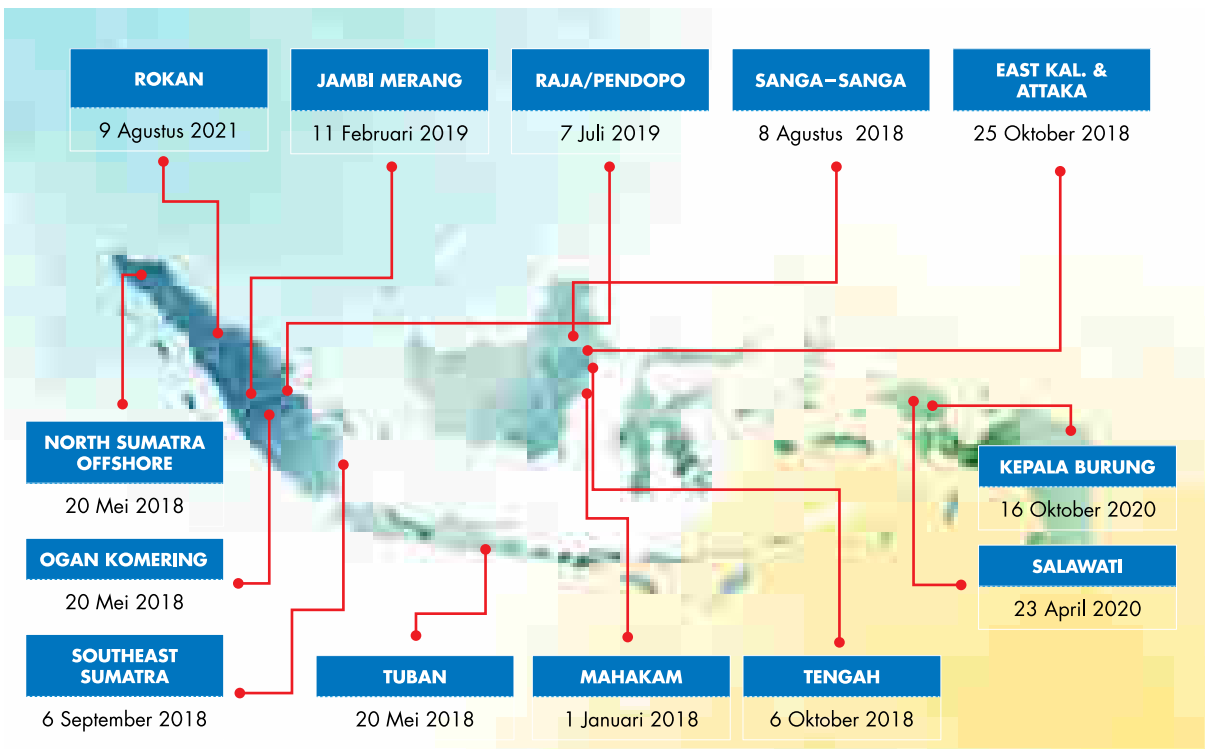 ROKAN
9 Agustus 2021
JAMBI MERANG
11 Februari 2019
RAJA/PENDOPO
7 Juli 2019
SANGA–SANGA
8 Agustus 2018
EAST KAL. &
ATTAKA
25 Oktober 2018
NORTH SUMATRA
OFFSHORE
20 Mei 2018
KEPALA BURUNG
16 Oktober 2020
OGAN KOMERING
20 Mei 2018
SALAWATI
23 April 2020
SOUTHEAST
SUMATRA
6 September 2018
TUBAN
20 Mei 2018
MAHAKAM
1 Januari 2018
TENGAH
6 Oktober 2018